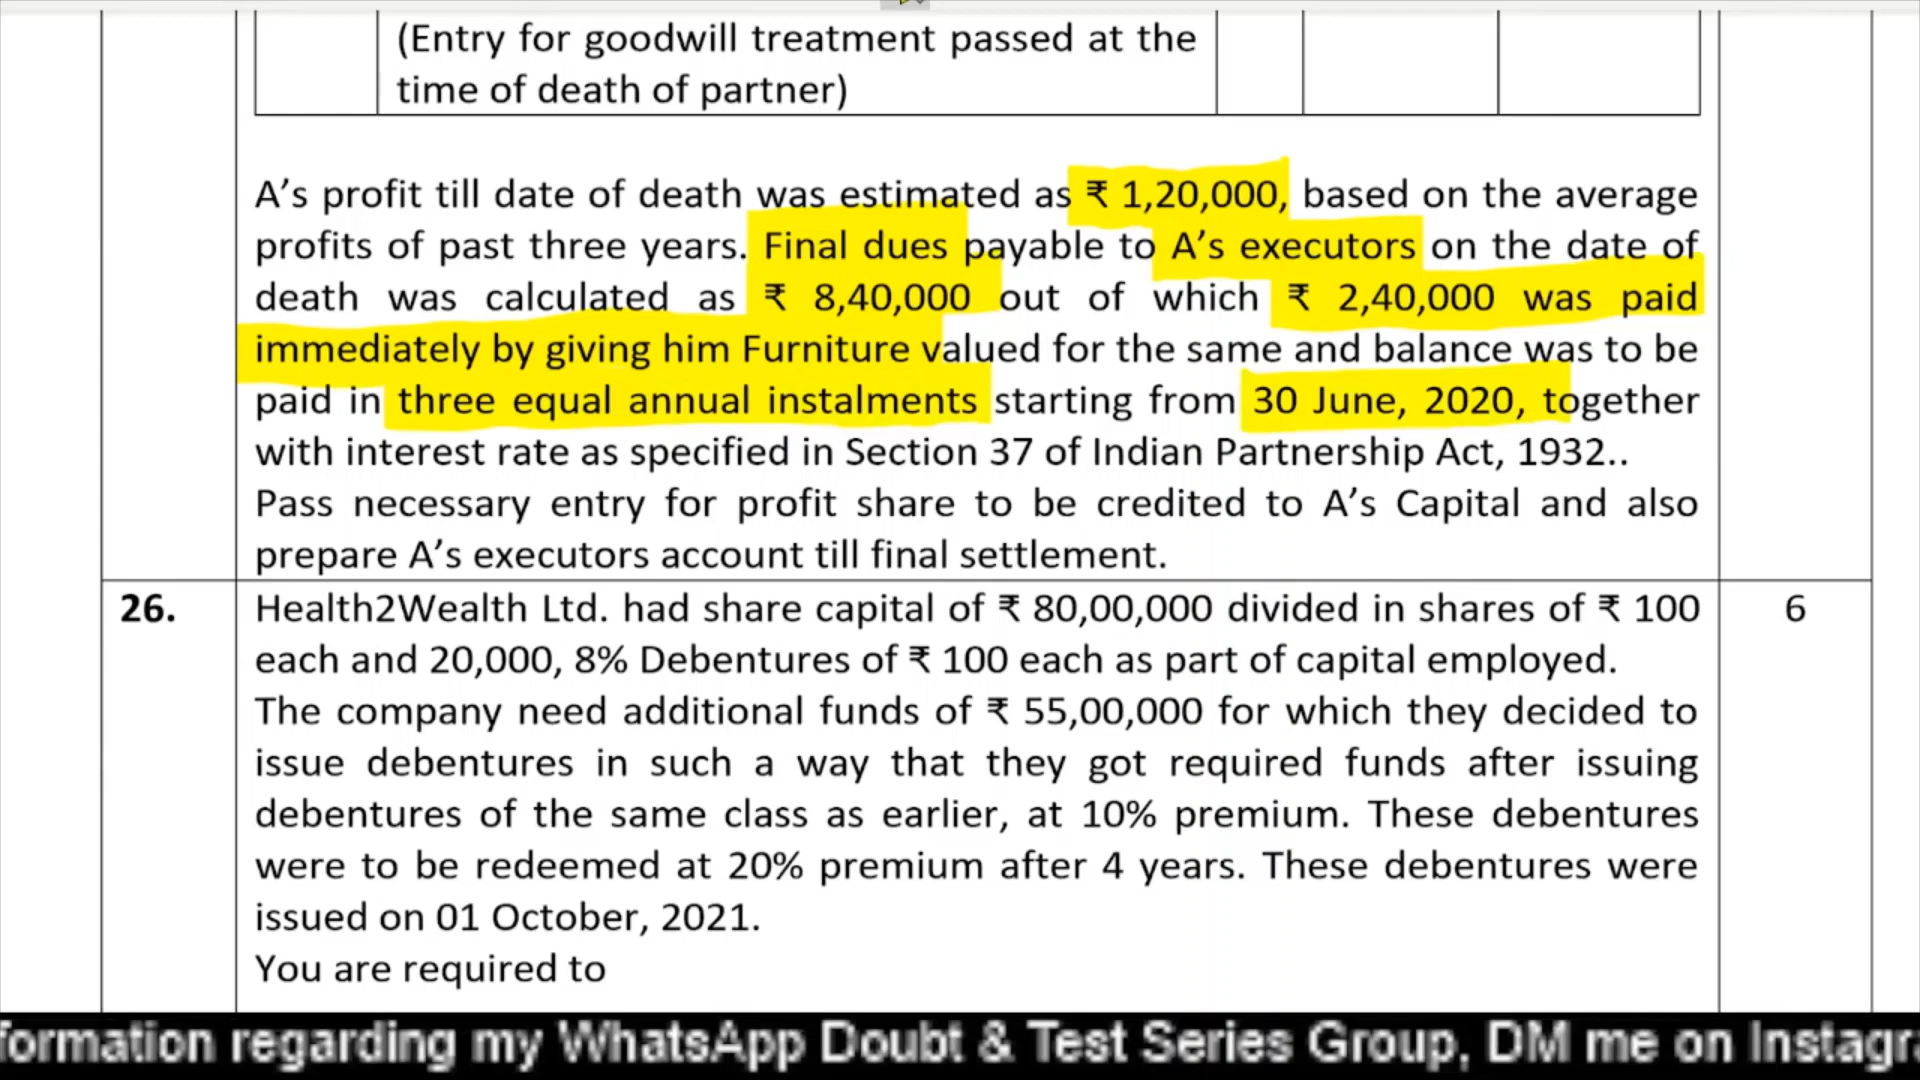 (Entry for goodwill treatment passed at the
time of death of partner)
A’s profit till date of death was estimated as ₹ 1,20,000, based on the average
profits of past three years. Final dues payable to A’s executors on the date of
death was calculated as ₹ 8,40,000 out of which ₹ 2,40,000 was paid
immediately by giving him Furniture valued for the same and balance was to be
paid in three equal annual instalments starting from 30 June, 2020, together
with interest rate as specified in Section 37 of Indian Partnership Act, 1932..
Pass necessary entry for profit share to be credited to A’s Capital and also
prepare A’s executors account till final settlement.
26. Health2Wealth Ltd. had share capital of ₹ 80,00,000 divided in shares of ₹ 100 6
each and 20,000, 8% Debentures of ₹ 100 each as part of capital employed.
The company need additional funds of ₹ 55,00,000 for which they decided to
issue debentures in such a way that they got required funds after issuing
debentures of the same class as earlier, at 10% premium. These debentures
were to be redeemed at 20% premium after 4 years. These debentures were
issued on 01 October, 2021.
You are required to
formation regarding my WhatsApp Doubt & Test Series Group, DM me on Instagr